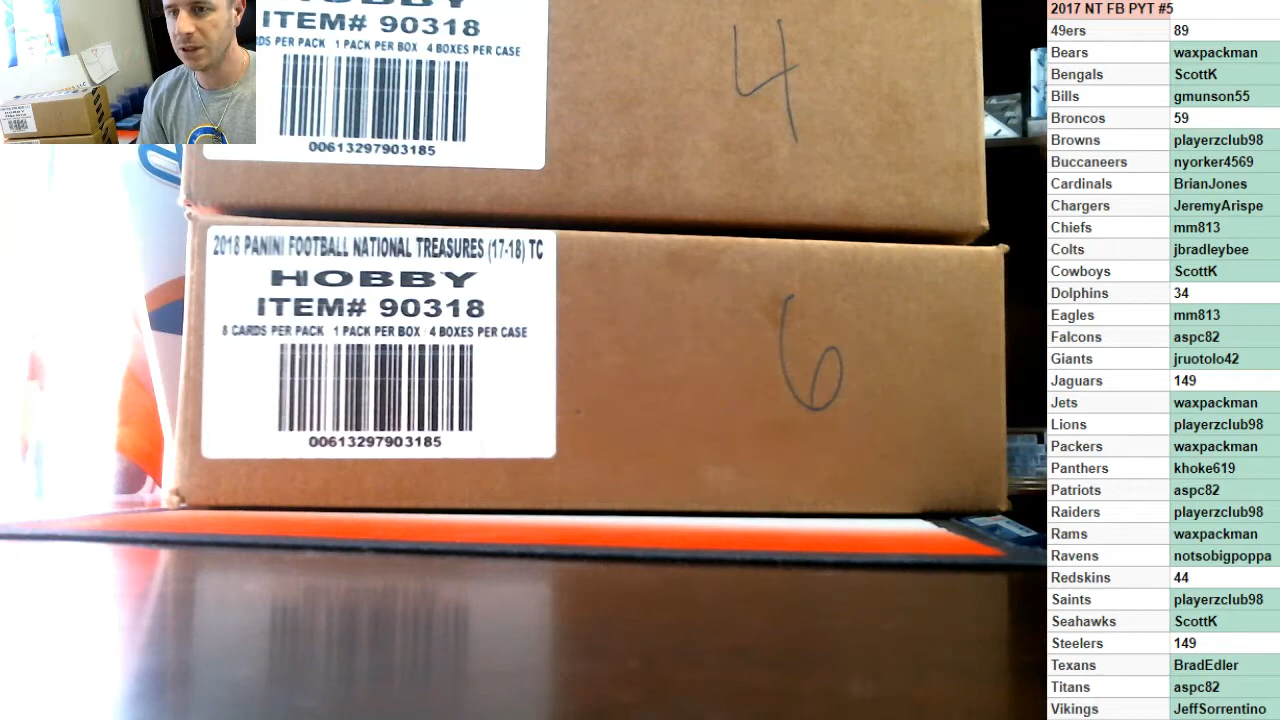 HOBBY
ITEM# 90318
DS PER PACK 1 PACK PER BOX 4 BOXES PER CASE
00613297903185
4
2018 PANINI FOOTBALL NATIONAL TREASURES (17-18) TC
HOBBY
ITEM# 90318
8 CARDS PER PACK 1 PACK PER BOX 4 BOXES PER CASE
00613297903185
6
HOBBY
2017 NT FB PYT #5
49ers 89
Bears waxpackman
Bengals ScottK
Bills gmunson55
Broncos 59
Browns playerzclub98
Buccaneers nyorker4569
Cardinals BrianJones
Chargers JeremyArispe
Chiefs mm813
Colts jbradleybee
Cowboys ScottK
Dolphins 34
Eagles mm813
Falcons aspc82
Giants jruotolo42
Jaguars 149
Jets waxpackman
Lions playerzclub98
Packers waxpackman
Panthers khoke619
Patriots aspc82
Raiders playerzclub98
Rams waxpackman
Ravens notsobigpoppa
Redskins 44
Saints playerzclub98
Seahawks ScottK
Steelers 149
Texans BradEdler
Titans aspc82
Vikings JeffSorrentino